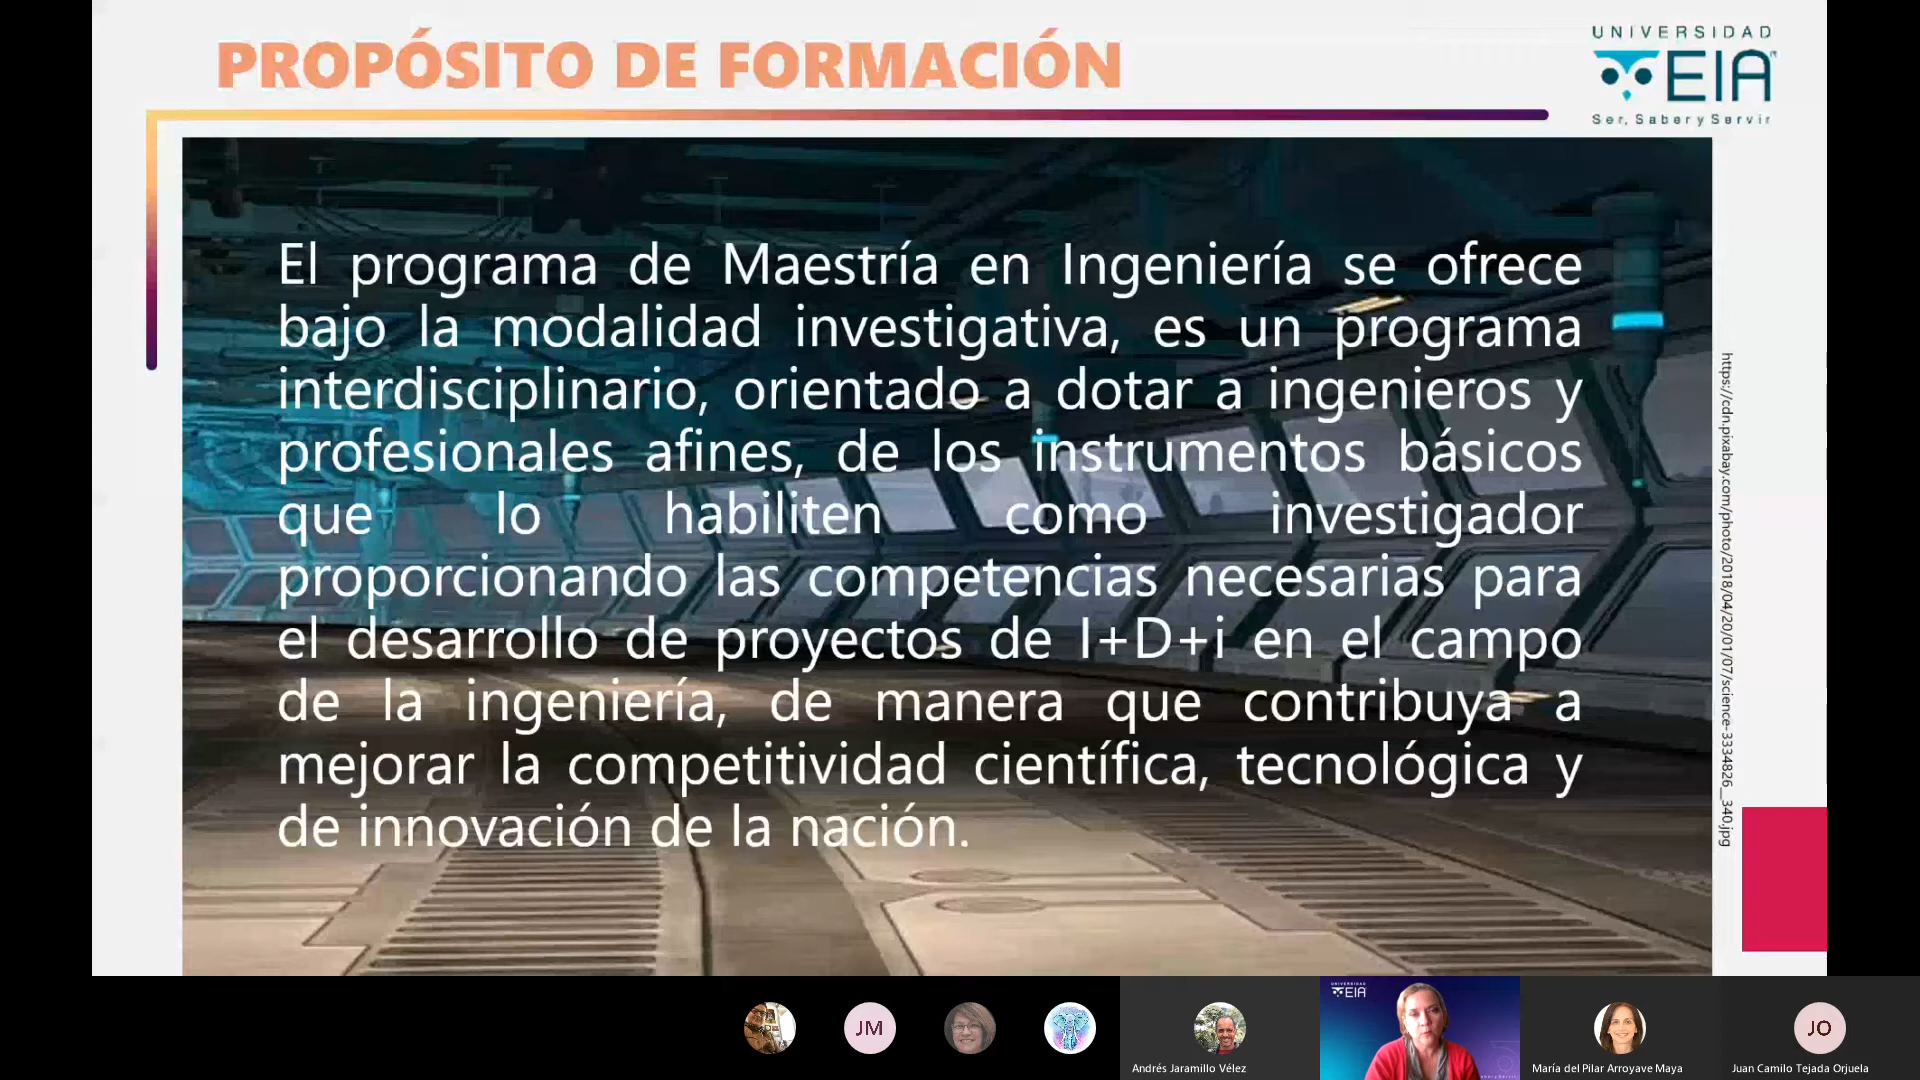 PROPÓSITO DE FORMACIÓN
UNIVERSIDAD
EIA
Ser, Saber y Servir
El programa de Maestría en Ingeniería se ofrece
bajo la modalidad investigativa, es un programa
interdisciplinario, orientado a dotar a ingenieros y
profesionales afines, de los instrumentos básicos
que lo habiliten como investigador
proporcionando las competencias necesarias para
el desarrollo de proyectos de I+D+i en el campo
de la ingeniería, de manera que contribuya a
mejorar la competitividad científica, tecnológica y
de innovación de la nación.
https://cdn.pixabay.com/photo/2018/04/20/01/07/science-3334826__340.jpg
JM
Andrés Jaramillo Vélez
UNIVERSIDAD
EIA
María del Pilar Arroyave Maya
JO
Juan Camilo Tejada Orjuela